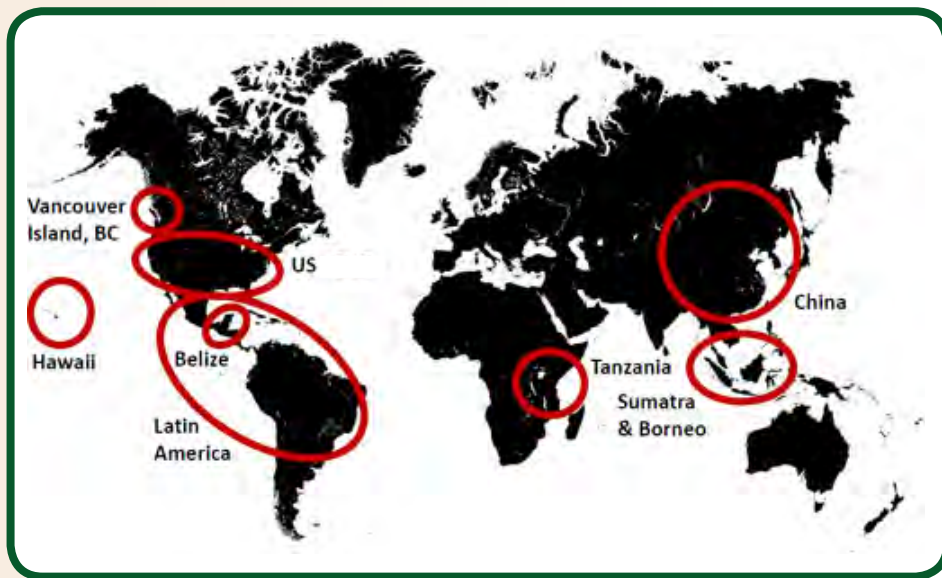 Vancouver
Island, BC
US
Hawaii
Belize
Latin
America
Tanzania
Sumatra
& Borneo
China